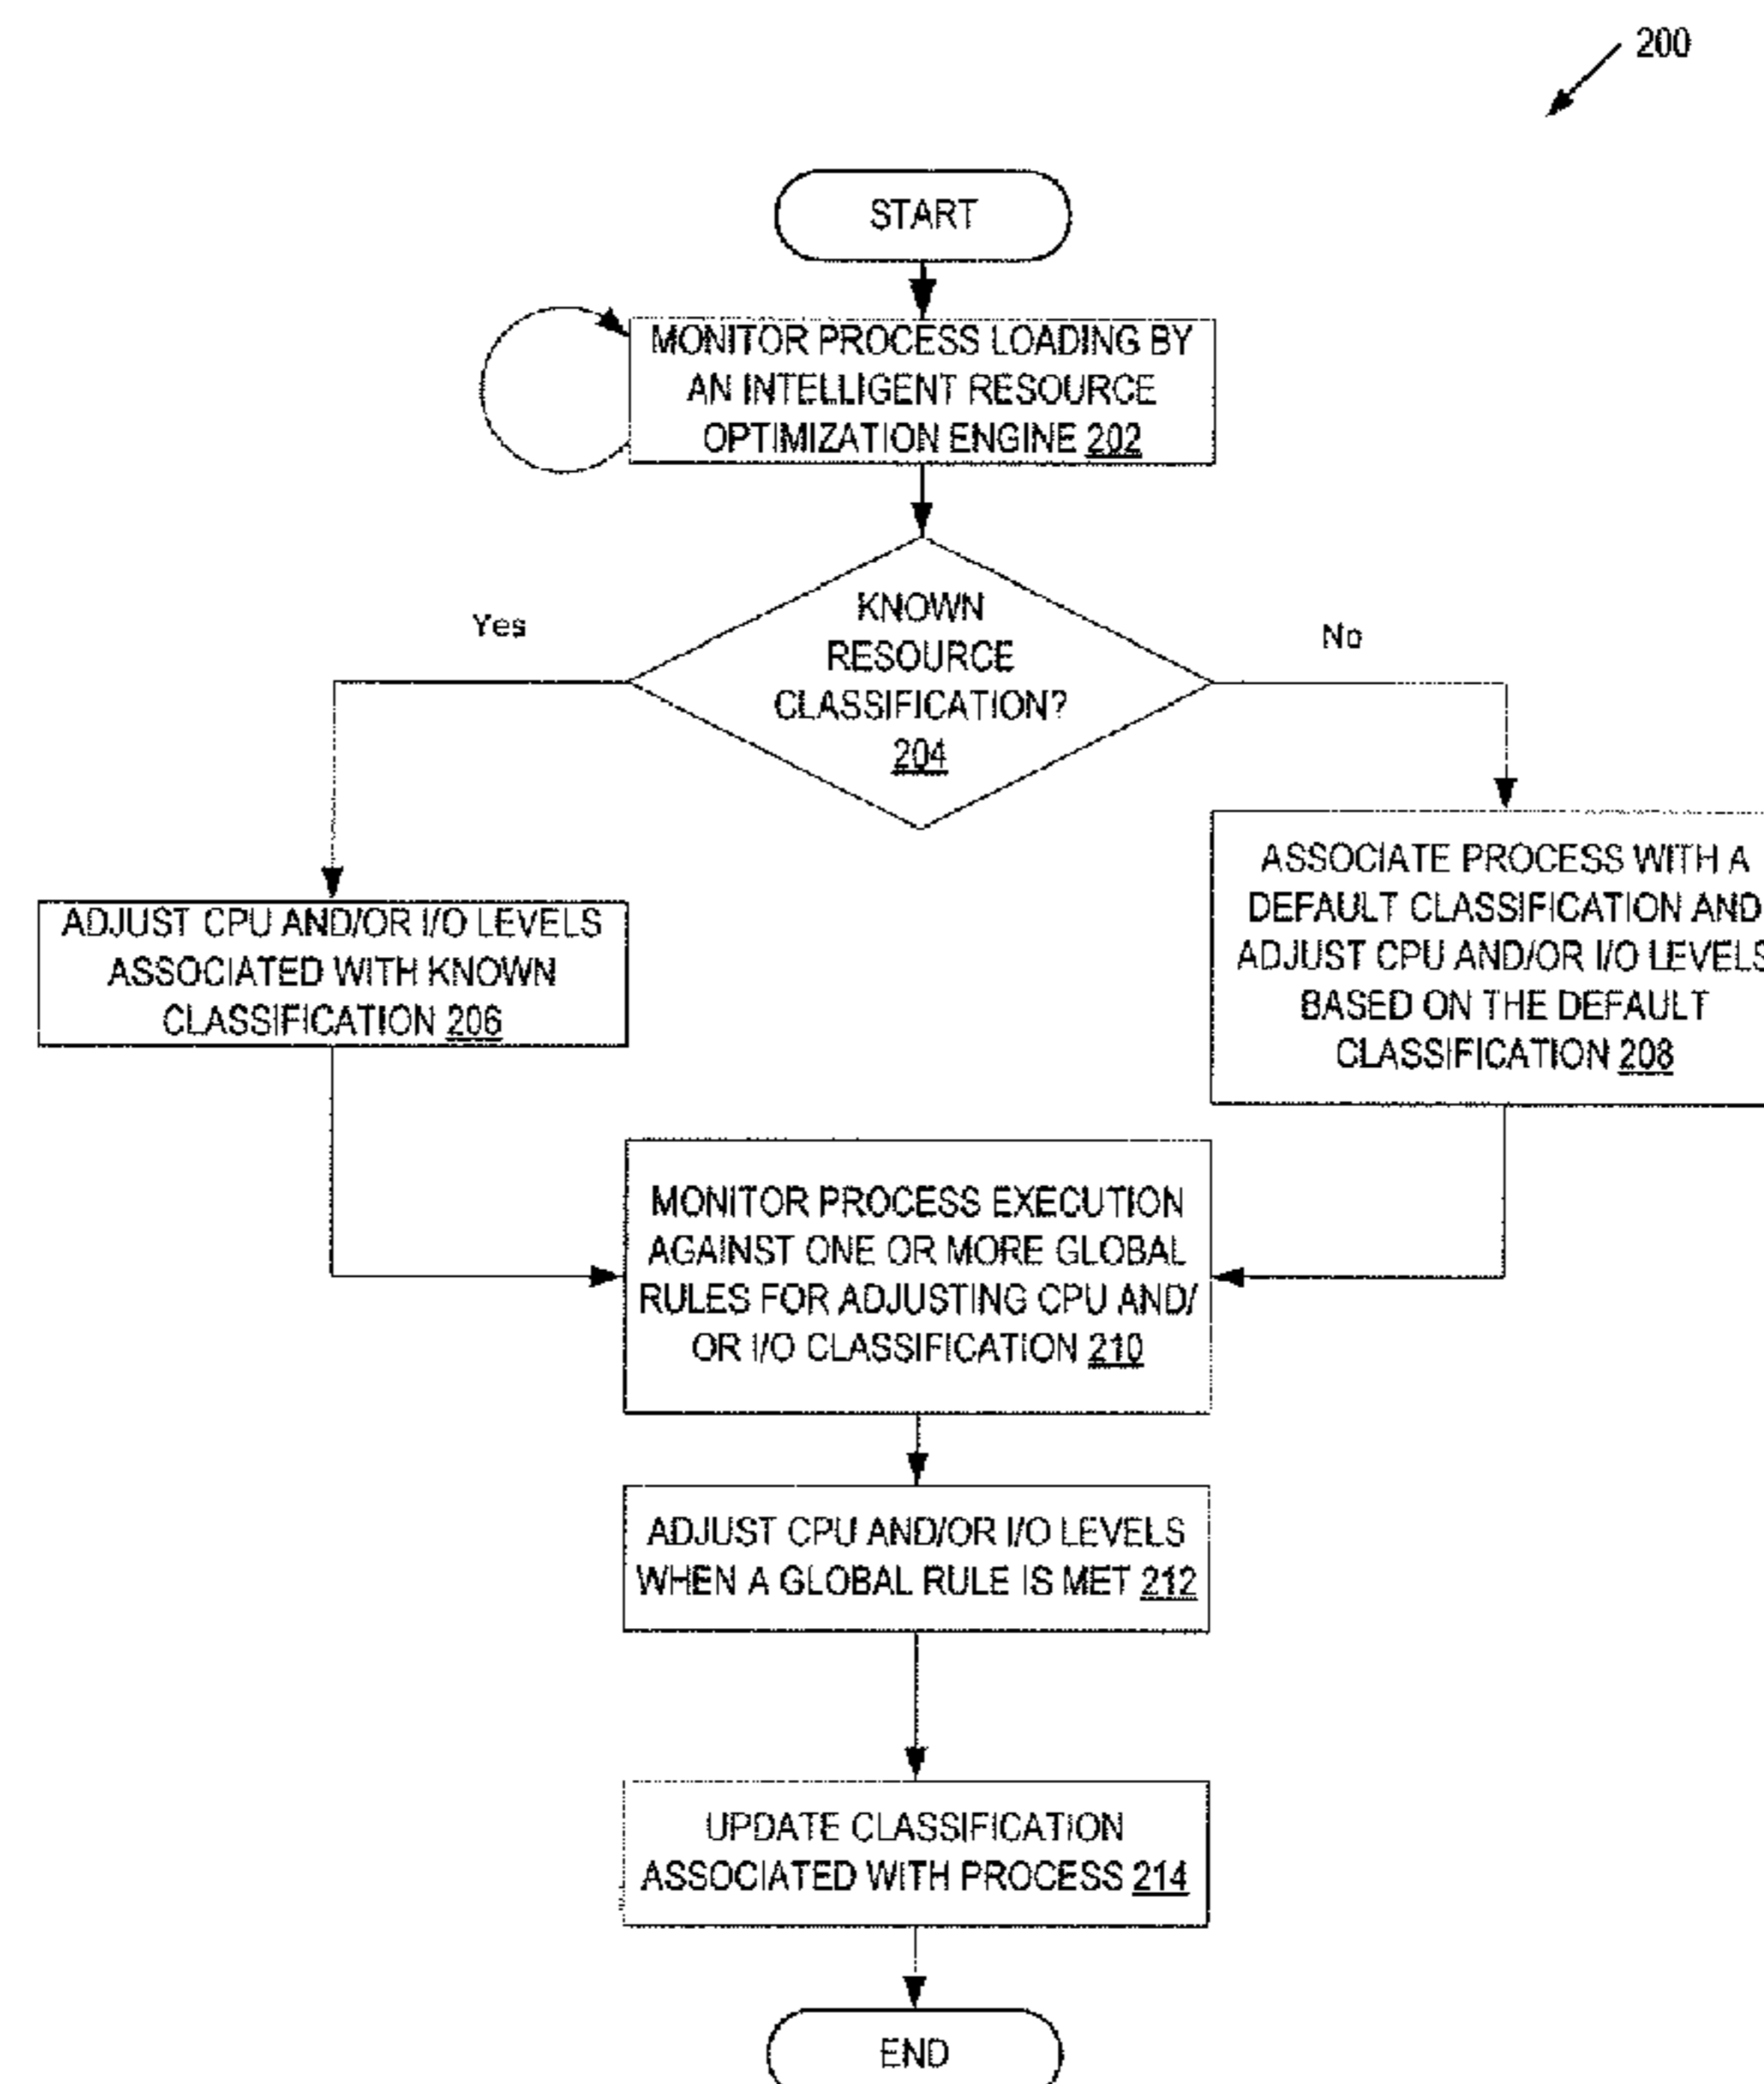 200
START
MONITOR PROCESS LOADING BY
AN INTELLIGENT RESOURCE
OPTIMIZATION ENGINE 202
KNOWN
RESOURCE
CLASSIFICATION?
204
Yes
No
ADJUST CPU AND/OR I/O LEVELS
ASSOCIATED WITH KNOWN
CLASSIFICATION 206
ASSOCIATE PROCESS WITH A
DEFAULT CLASSIFICATION AND
ADJUST CPU AND/OR I/O LEVELS
BASED ON THE DEFAULT
CLASSIFICATION 208
MONITOR PROCESS EXECUTION
AGAINST ONE OR MORE GLOBAL
RULES FOR ADJUSTING CPU AND/
OR I/O CLASSIFICATION 210
ADJUST CPU AND/OR I/O LEVELS
WHEN A GLOBAL RULE IS MET 212
UPDATE CLASSIFICATION
ASSOCIATED WITH PROCESS 214
END